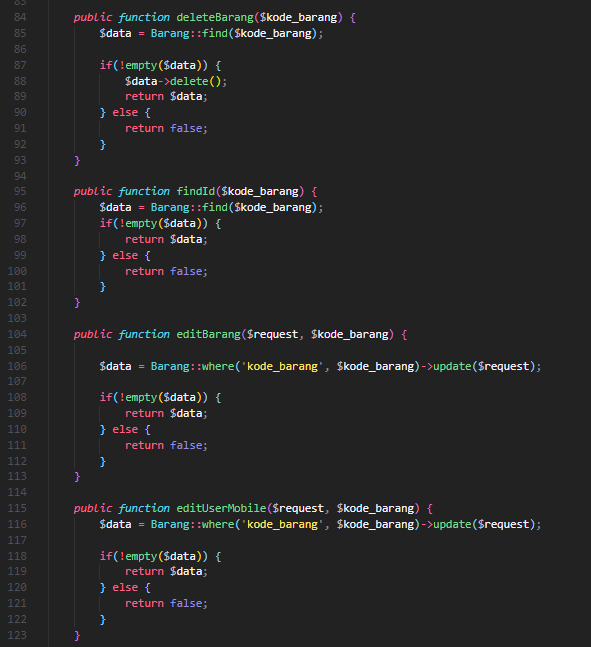 84 public function deleteBarang($kode_barang) {
85 $data = Barang::find($kode_barang);
86
87 if(!empty($data)) {
88 $data->delete();
89 return $data;
90 } else {
91 return false;
92 }
93 }
94
95 public function findId($kode_barang) {
96 $data = Barang::find($kode_barang);
97 if(!empty($data)) {
98 return $data;
99 } else {
100 return false;
101 }
102 }
103
104 public function editBarang($request, $kode_barang) {
105
106 $data = Barang::where('kode_barang', $kode_barang)->update($request);
107
108 if(!empty($data)) {
109 return $data;
110 } else {
111 return false;
112 }
113 }
114
115 public function editUserMobile($request, $kode_barang) {
116 $data = Barang::where('kode_barang', $kode_barang)->update($request);
117
118 if(!empty($data)) {
119 return $data;
120 } else {
121 return false;
122 }
123 }